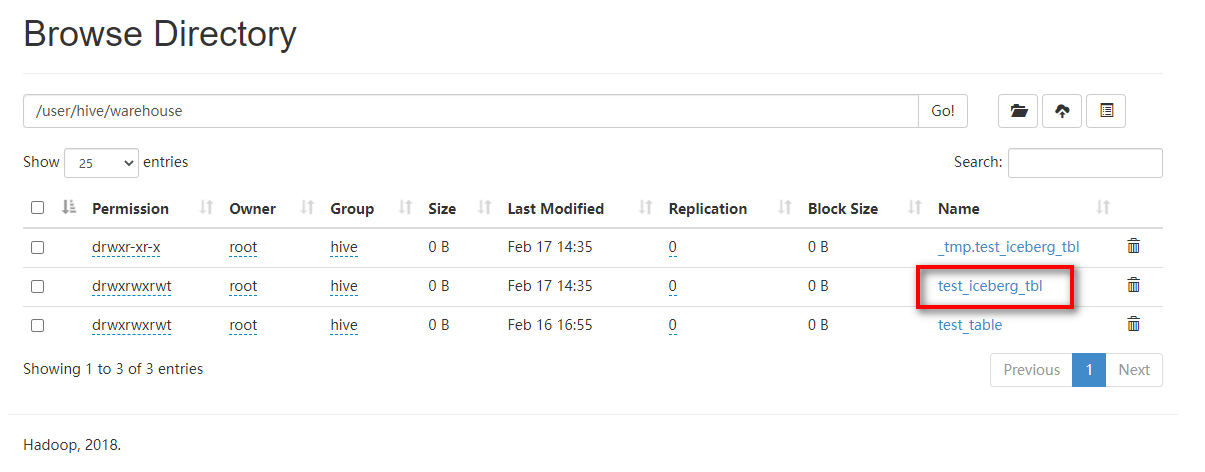 Browse Directory
/user/hive/warehouse Go!
Show 25 entries Search:
Permission Owner Group Size Last Modified Replication Block Size Name
drwxr-xr-x root hive 0 B Feb 17 14:35 0 0 B _tmp.test_iceberg_tbl
drwxrwxrwt root hive 0 B Feb 17 14:35 0 0 B test_iceberg_tbl
drwxrwxrwt root hive 0 B Feb 16 16:55 0 0 B test_table
Showing 1 to 3 of 3 entries Previous 1 Next
Hadoop, 2018.